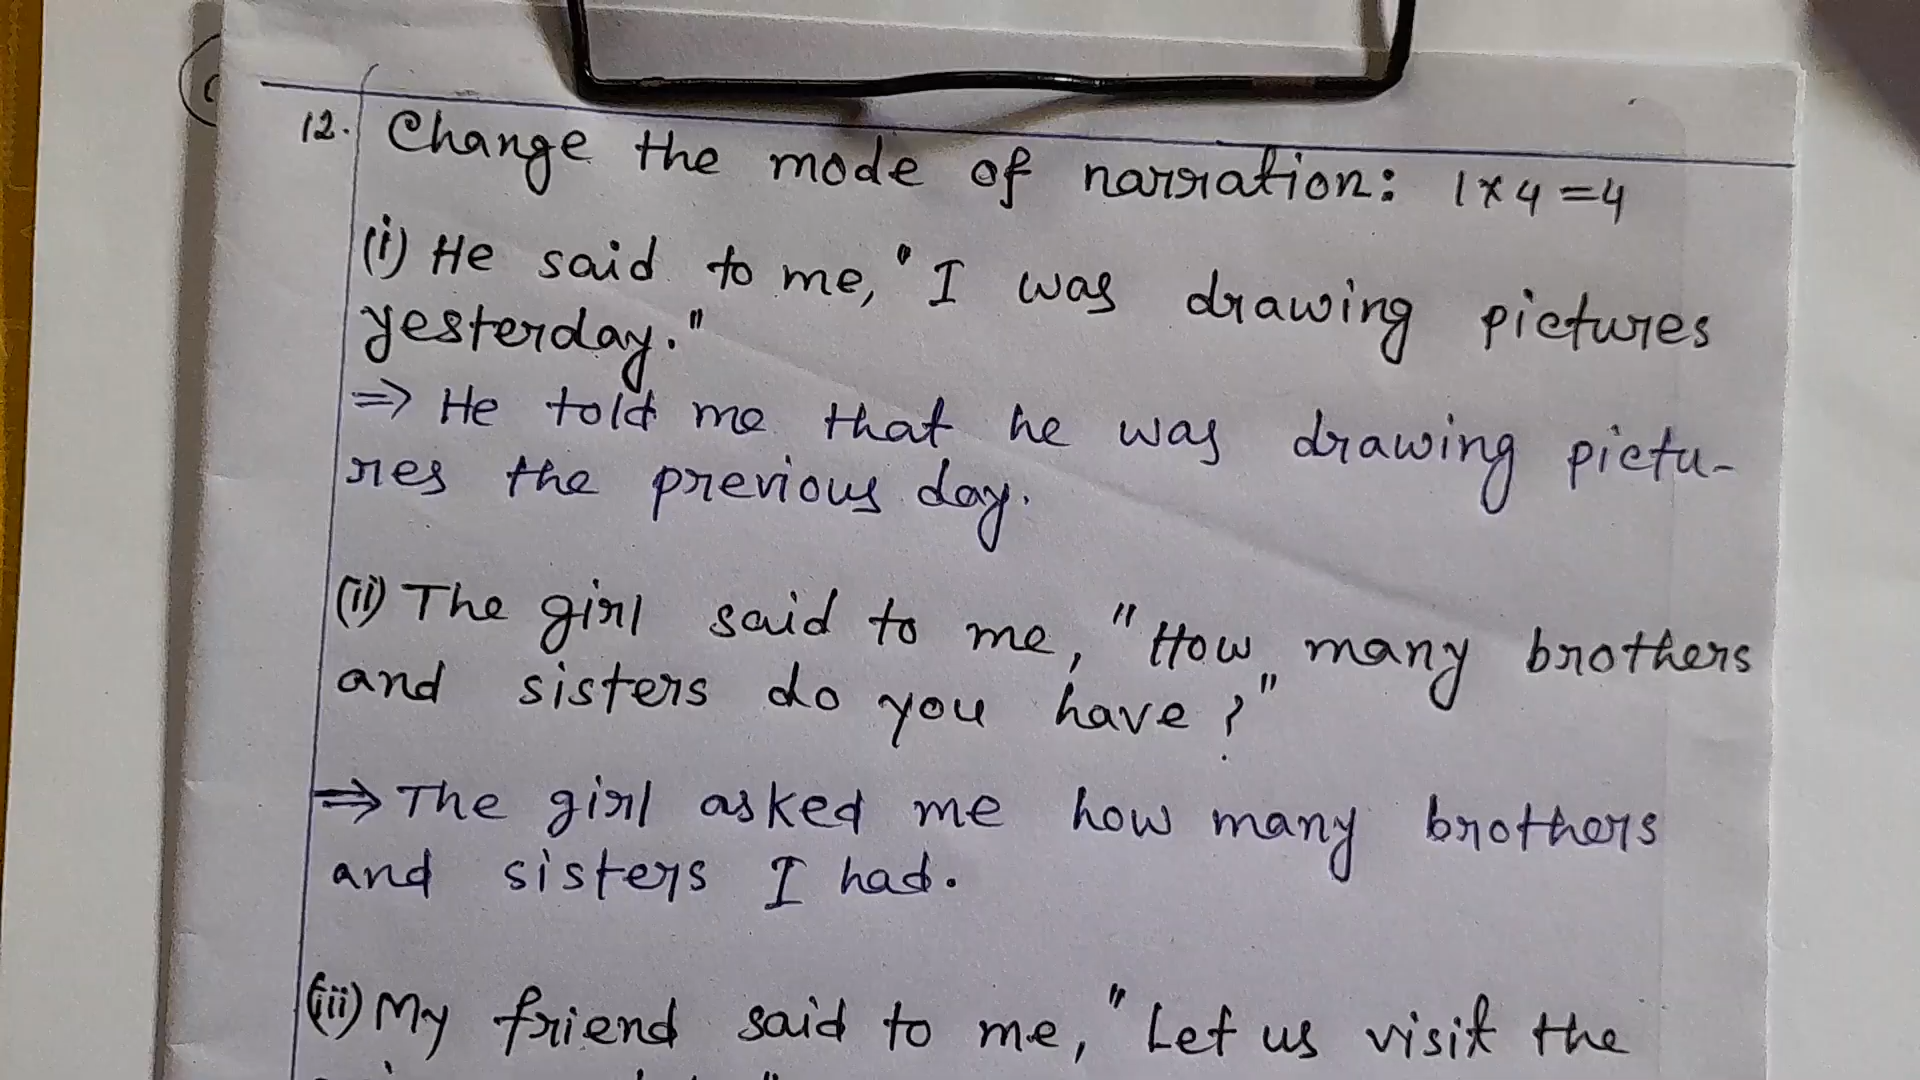 12. Change the mode of narration: 1×4=4
(i) He said to me, "I was drawing pictures
yesterday."
⇒ He told me that he was drawing pictu-
res the previous day.
(ii) The girl said to me, "How many brothers
and sisters do you have?"
⇒ The girl asked me how many brothers
and sisters I had.
(iii) My friend said to me, "Let us visit the